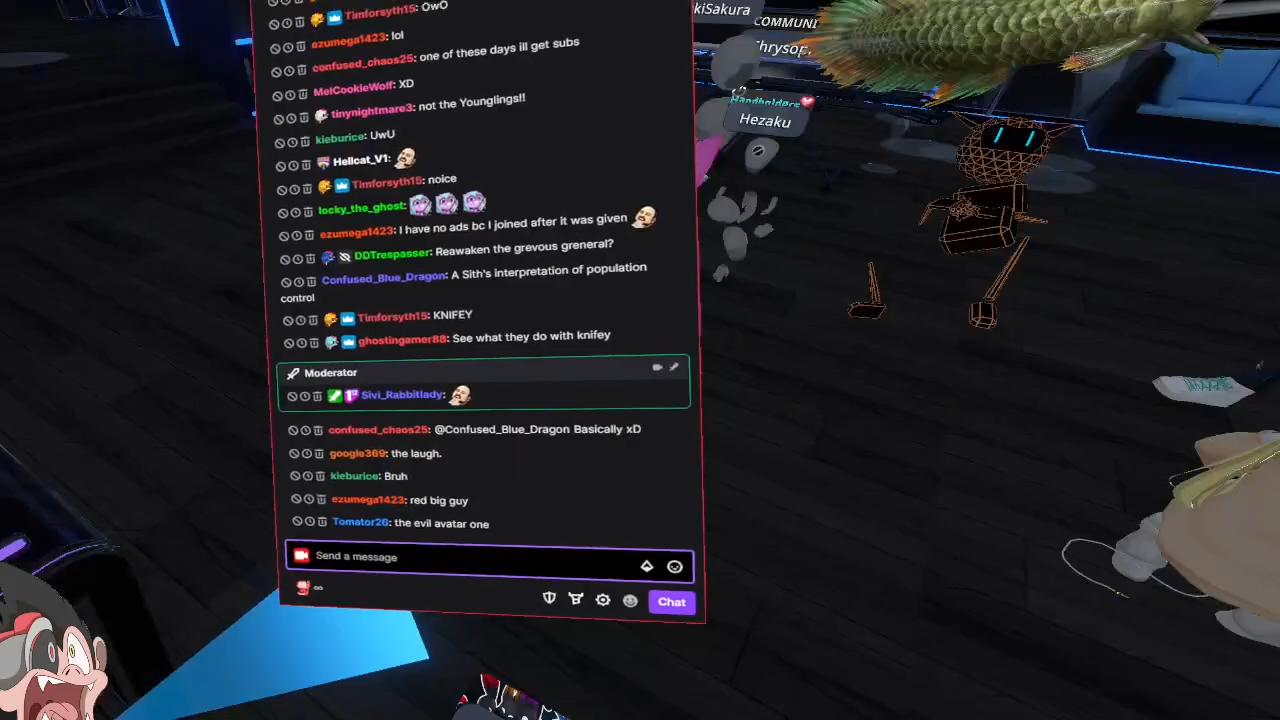 Timforsyth15: OwO
ezumega1423: lol
confused_chaos25: one of these days ill get subs
MelCookieWolf: XD
tinynightmare3: not the Younglings!!
kieburice: UwU
Hellcat_V1:
Timforsyth15: noice
locky_the_ghost:
ezumega1423: I have no ads bc I joined after it was given
DDTrespasser: Reawaken the grevous greneral?
Confused_Blue_Dragon: A Sith's interpretation of population
control
Timforsyth15: KNIFEY
ghostingamer88: See what they do with knifey
Moderator
Sivi_Rabbitlady:
confused_chaos25: @Confused_Blue_Dragon Basically xD
google369: the laugh.
kieburice: Bruh
ezumega1423: red big guy
Tomator26: the evil avatar one
Send a message
∞
Chat
kiSakura
COMMUNI
Chrysop
Handholders
Hezaku